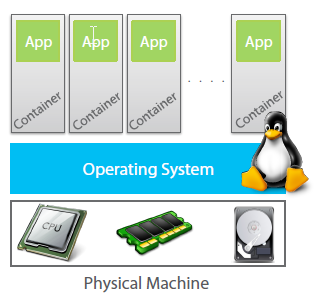 App App App App
Container Container Container . . . . Container
Operating System
CPU
Physical Machine